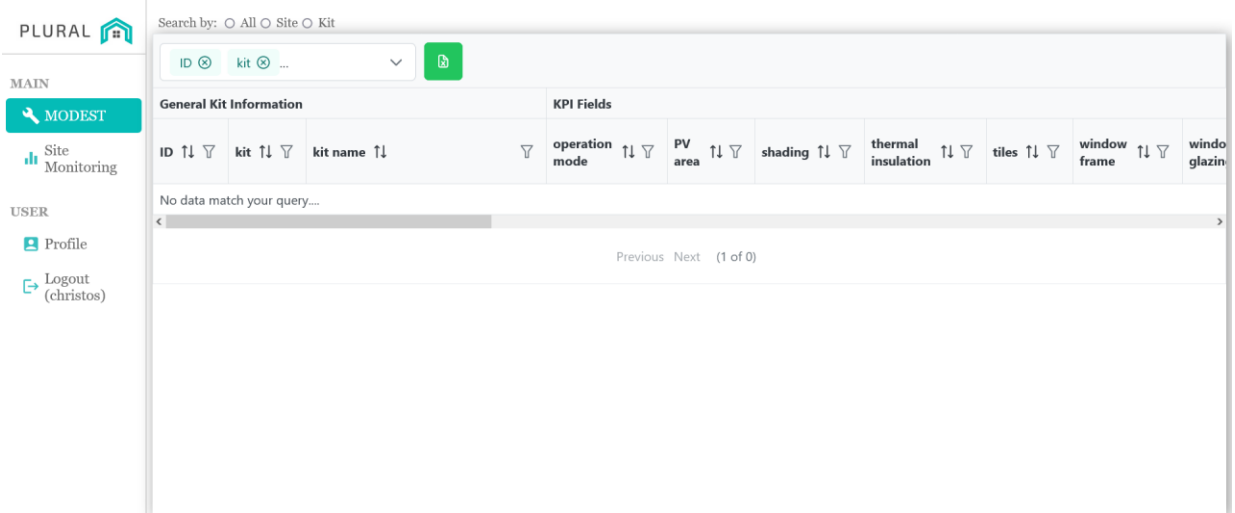 PLURAL
MAIN
MODEST
Site
Monitoring
USER
Profile
Logout
(christos)
Search by: All Site Kit
ID kit ...
General Kit Information KPI Fields
ID kit kit name operation mode PV area shading thermal insulation tiles window frame windo glazin
No data match your query....
Previous Next (1 of 0)